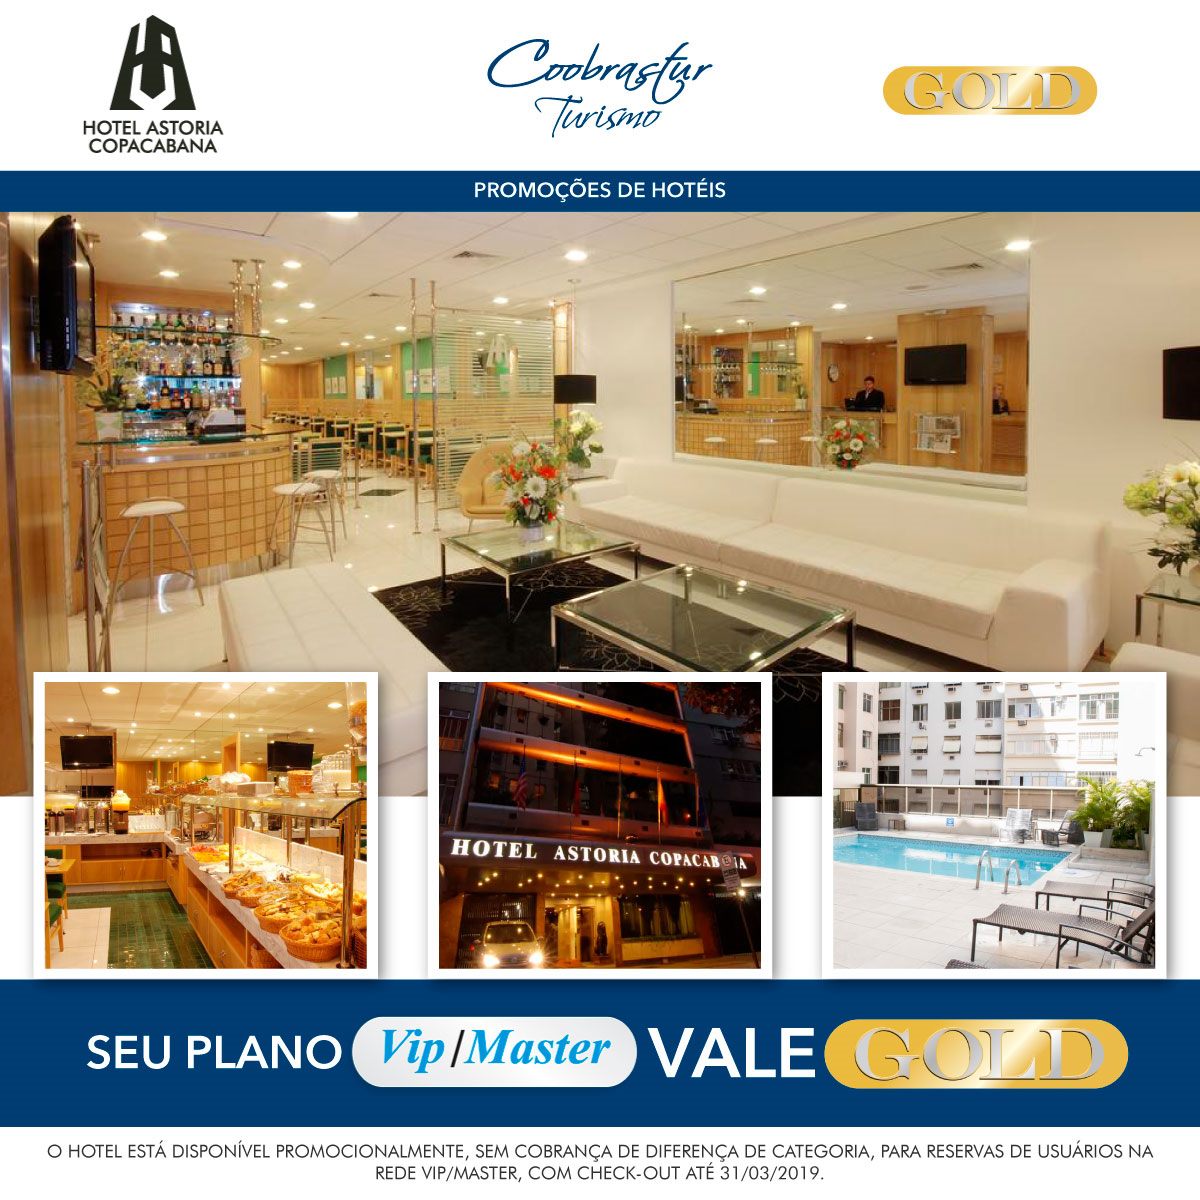 HOTEL ASTORIA
COPACABANA
Coobrastur
Turismo
GOLD
PROMOÇÕES DE HOTÉIS
HOTEL ASTORIA COPACABANA
SEU PLANO Vip/Master VALE GOLD
O HOTEL ESTÁ DISPONÍVEL PROMOCIONALMENTE, SEM COBRANÇA DE DIFERENÇA DE CATEGORIA, PARA RESERVAS DE USUÁRIOS NA
REDE VIP/MASTER, COM CHECK-OUT ATÉ 31/03/2019.